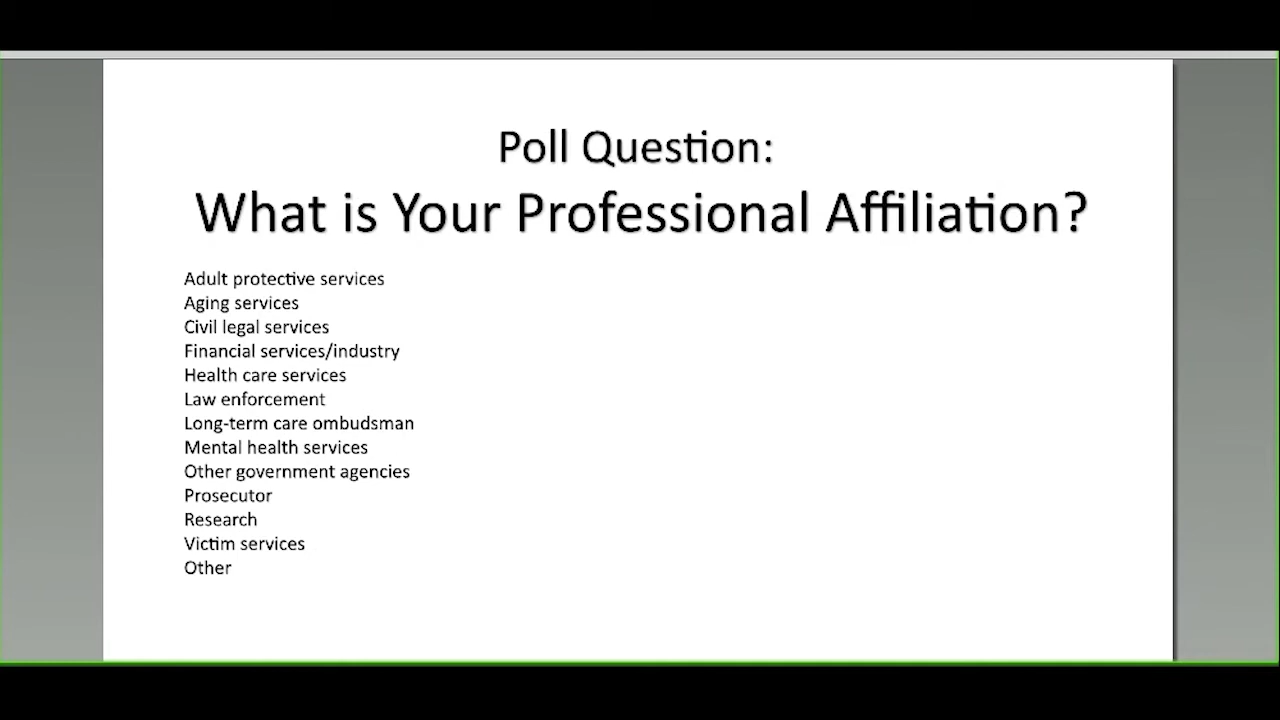 Poll Question:
What is Your Professional Affiliation?
Adult protective services
Aging services
Civil legal services
Financial services/industry
Health care services
Law enforcement
Long-term care ombudsman
Mental health services
Other government agencies
Prosecutor
Research
Victim services
Other